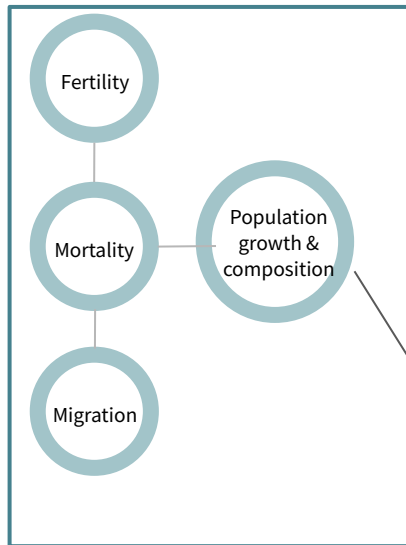 Fertility
Mortality
Population
growth &
composition
Migration